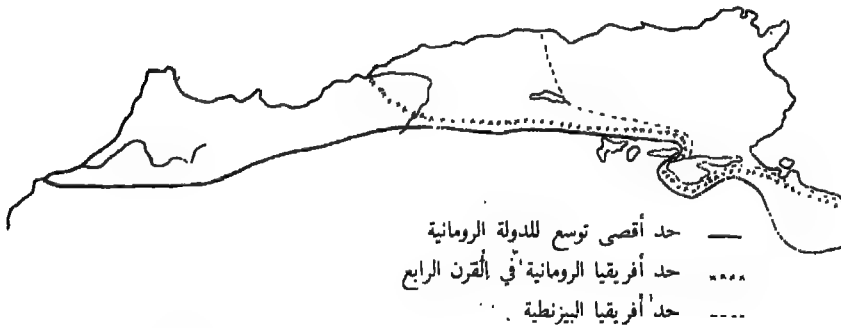 حد أقصى توسع للدولة الرومانية
حد أفريقيا الرومانية في القرن الرابع
حد أفريقيا البيزنطية